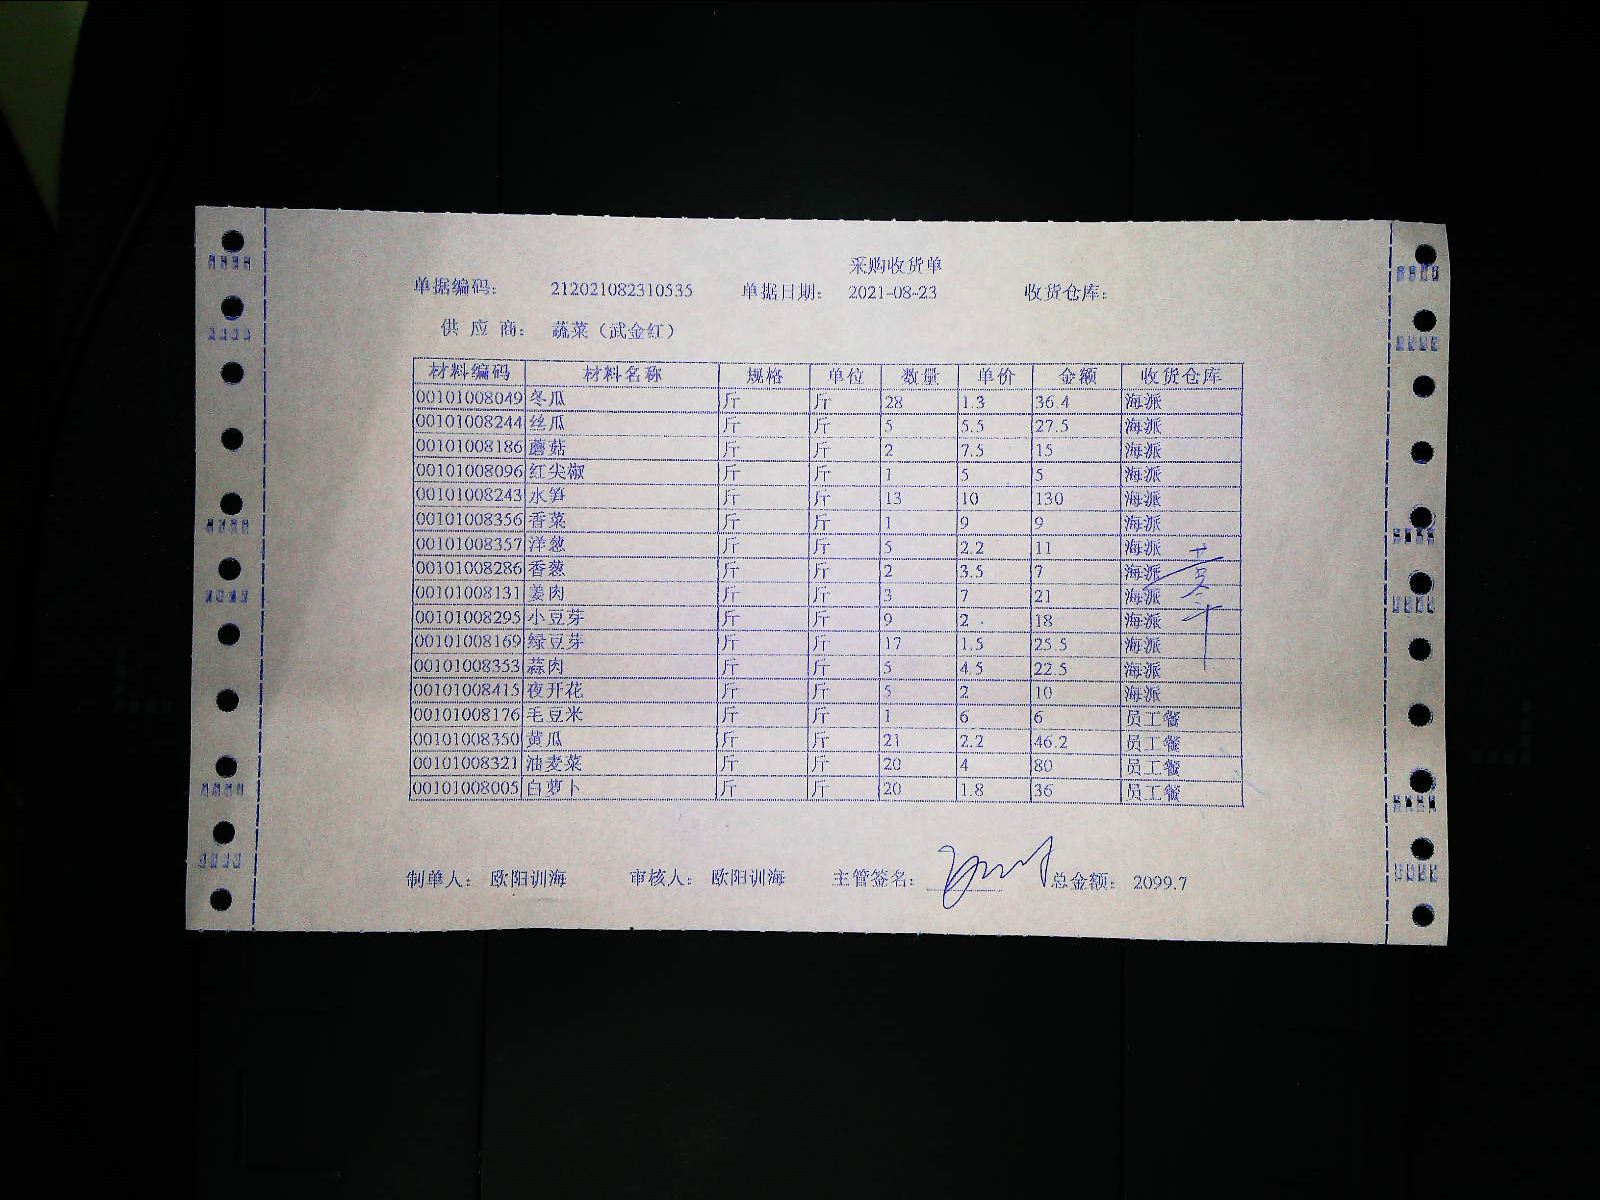 采购收货单
单据编码： 212021082310535 单据日期： 2021-08-23 收货仓库：
供 应 商： 蔬菜（武金红）
材料编码 材料名称 规格 单位 数量 单价 金额 收货仓库
00101008049 冬瓜 斤 斤 28 1.3 36.4 海派
00101008244 丝瓜 斤 斤 5 5.5 27.5 海派
00101008186 蘑菇 斤 斤 2 7.5 15 海派
00101008096 红尖椒 斤 斤 1 5 5 海派
00101008243 水笋 斤 斤 13 10 130 海派
00101008356 香菜 斤 斤 1 9 9 海派
00101008357 洋葱 斤 斤 5 2.2 11 海派
00101008286 香葱 斤 斤 2 3.5 7 海派
00101008131 姜肉 斤 斤 3 7 21 海派
00101008295 小豆芽 斤 斤 9 2 18 海派
00101008169 绿豆芽 斤 斤 17 1.5 25.5 海派
00101008353 蒜肉 斤 斤 5 4.5 22.5 海派
00101008415 夜开花 斤 斤 5 2 10 海派
00101008176 毛豆米 斤 斤 1 6 6 员工餐
00101008350 黄瓜 斤 斤 21 2.2 46.2 员工餐
00101008321 油麦菜 斤 斤 20 4 80 员工餐
00101008005 白萝卜 斤 斤 20 1.8 36 员工餐
制单人： 欧阳训海 审核人： 欧阳训海 主管签名： 总金额： 2099.7